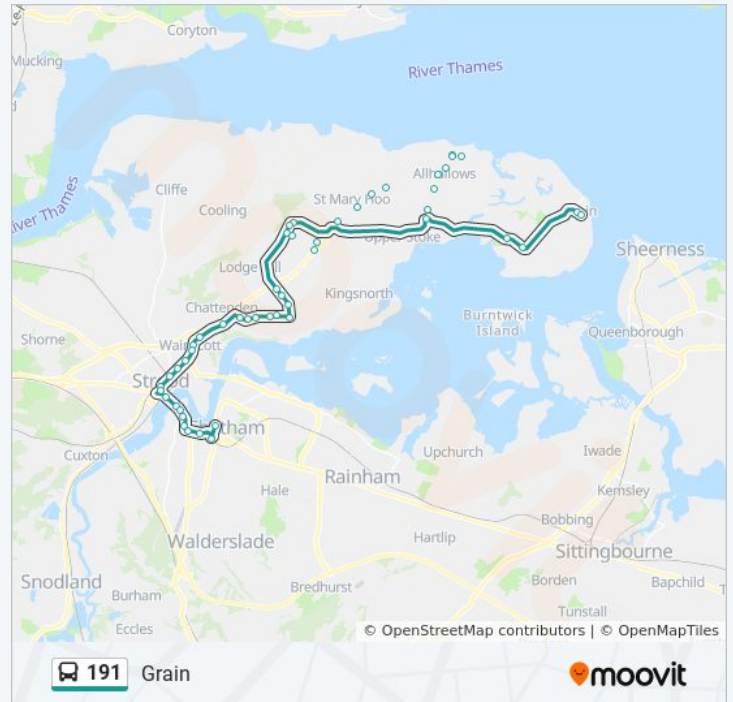 Coryton
Mucking
River Thames
Allhallows
Cliffe
St Mary Hoo
River Thames
Cooling
Upper Stoke
Sheerness
Lodge
Kingsnorth
Chattenden
Burntwick
Island
Queenborough
Shorne
Strood
Chatham
Upchurch
Iwade
Cuxton
Rainham
Kemsley
Hale
Bobbing
Hartlip
Walderslade
Sittingbourne
Snodland
Bredhurst
Borden
Bapchild
Burham
Tunstall
Eccles
© OpenStreetMap contributors | © OpenMapTiles
191 Grain
moovit